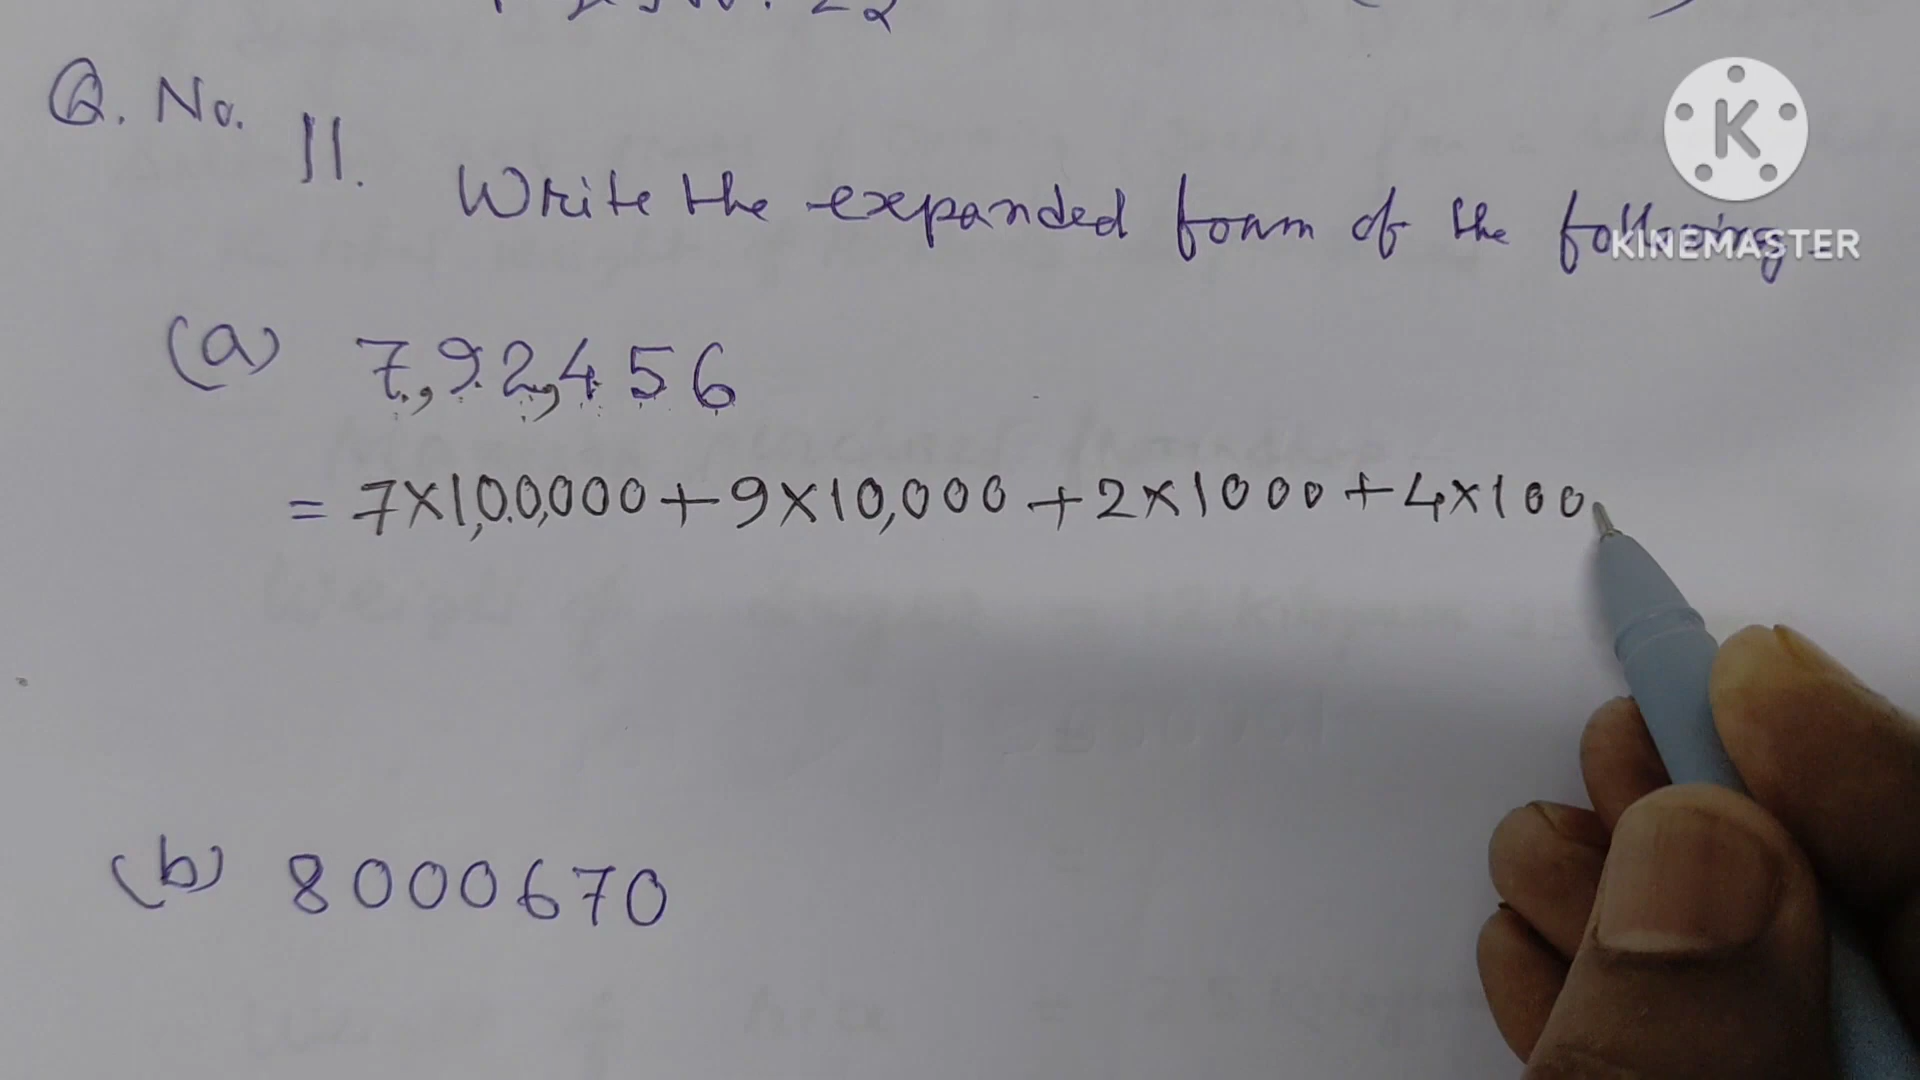 Q. No. 11.
Write the expanded form of the following
KINEMASTER
(a) 7,92,456
= 7×1,00,000+9×10,000+2×1000+4×100
(b) 8000670